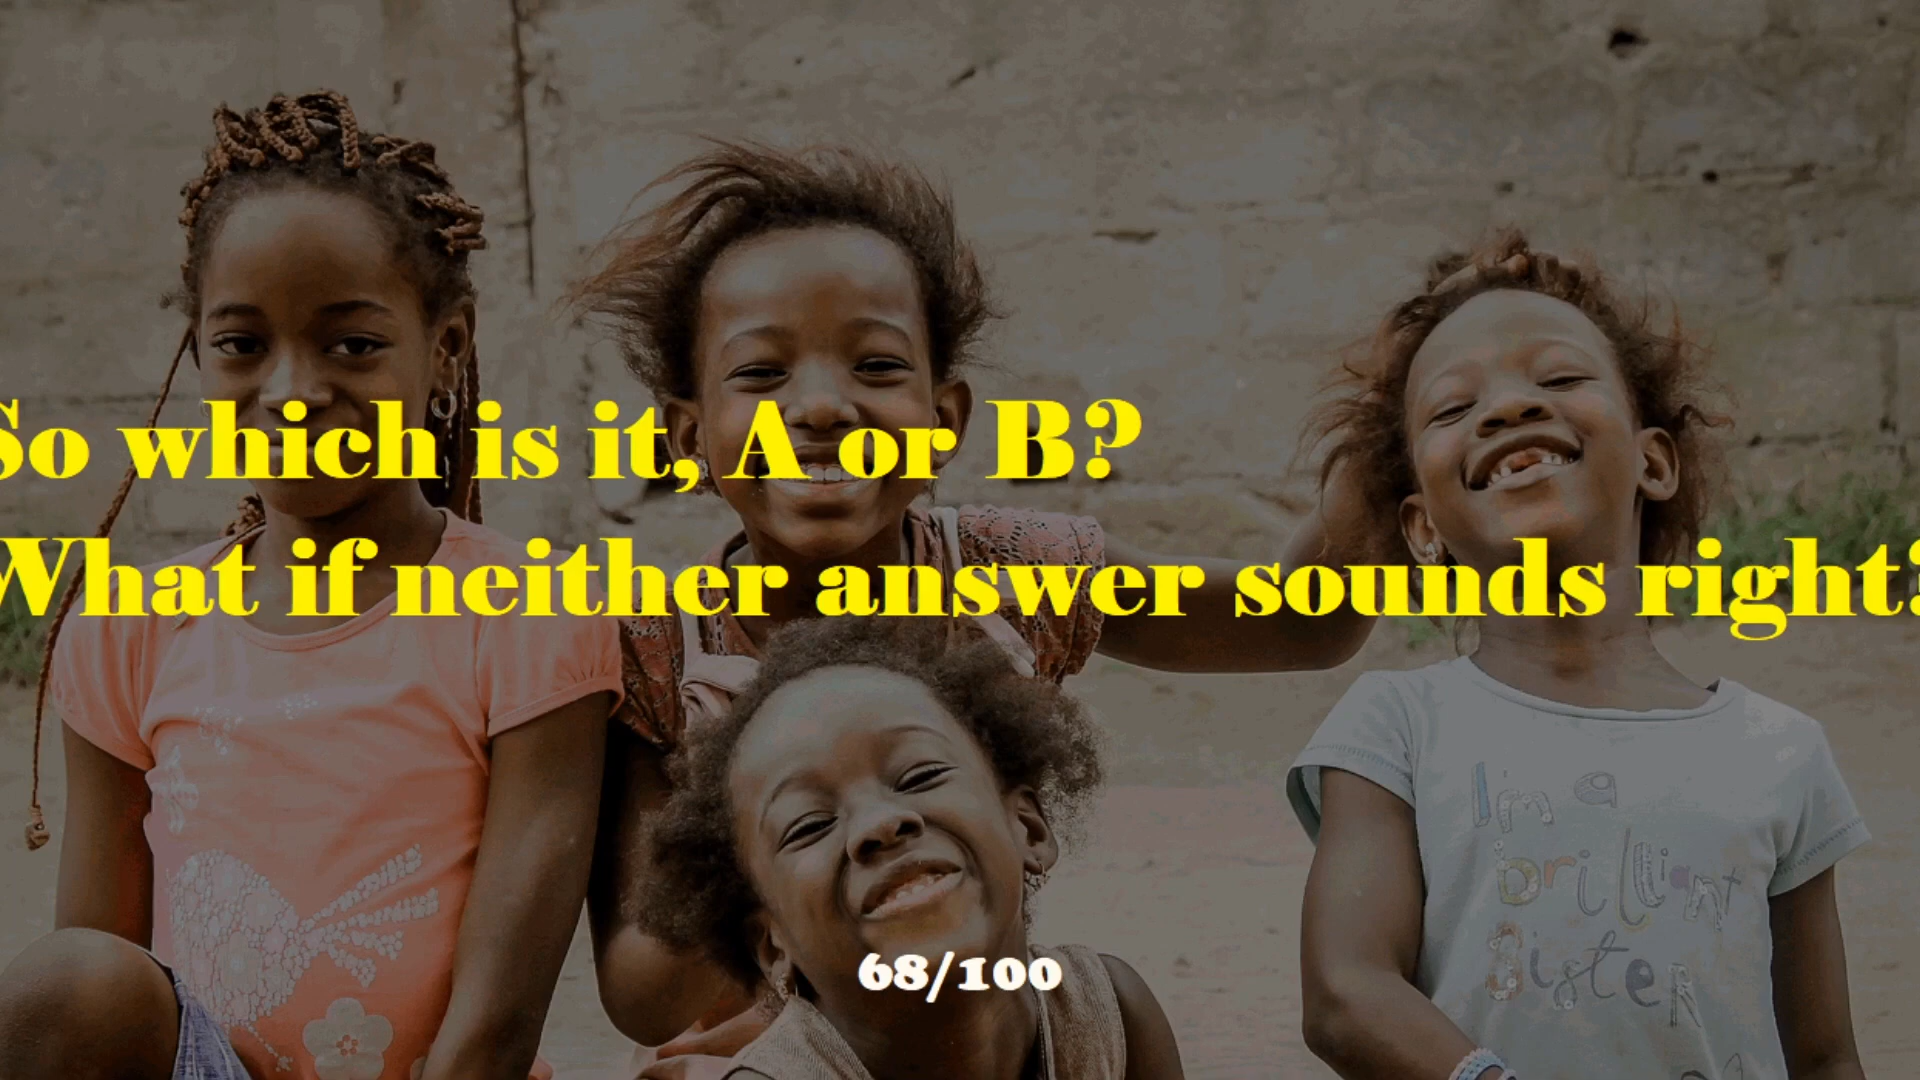 So which is it, A or B?
What if neither answer sounds right?
I'm a
brilliant
Sister
68/100